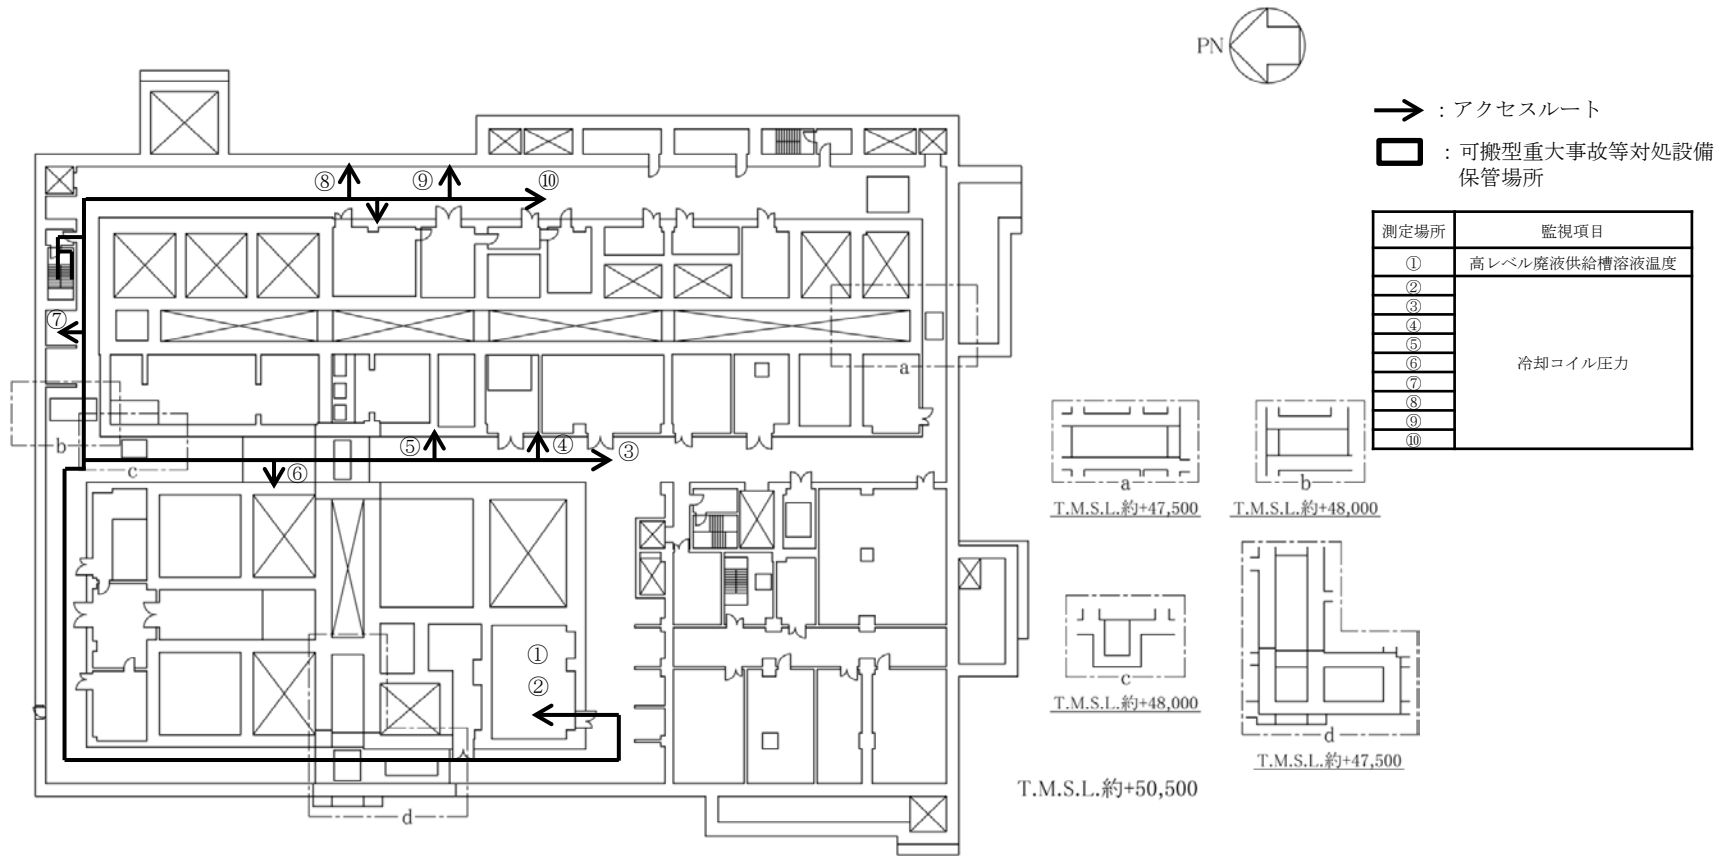 PN
：アクセスルート
：可搬型重大事故等対処設備
保管場所
測定場所 監視項目
① 高レベル廃液供給槽溶液温度
②
③
④
⑤
⑥
⑦
⑧
⑨
⑩
冷却コイル圧力
⑧
⑨
⑩
⑦
a
b
c
⑤
④
③
⑥
①
②
d
a
T.M.S.L.約+47,500
b
T.M.S.L.約+48,000
c
T.M.S.L.約+48,000
d
T.M.S.L.約+47,500
T.M.S.L.約+50,500